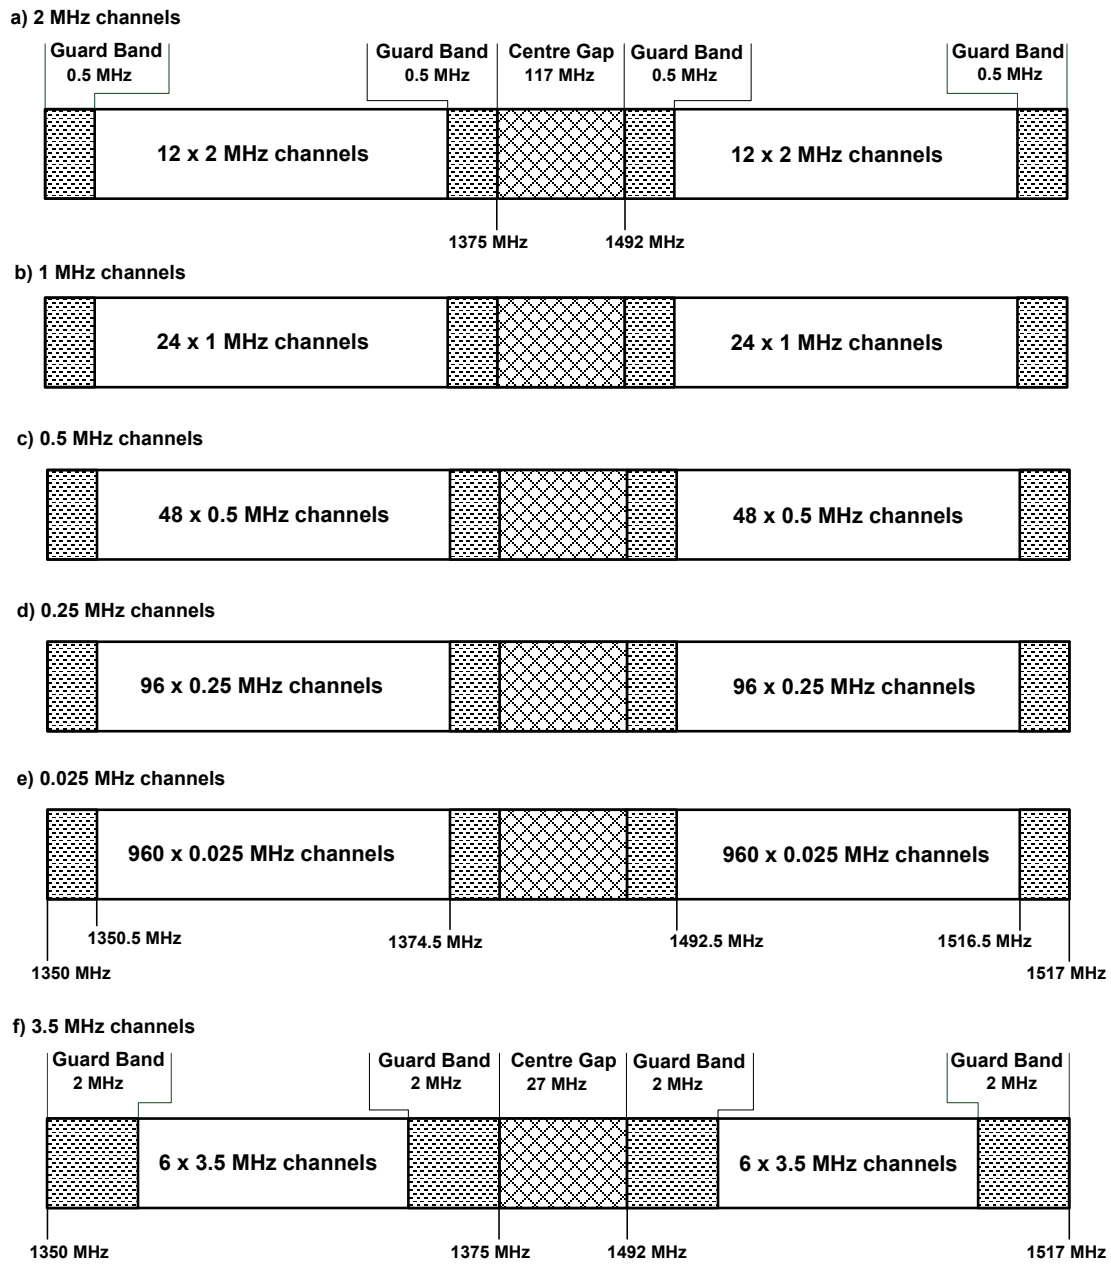 a) 2 MHz channels
Guard Band Guard Band Centre Gap Guard Band Guard Band
0.5 MHz 0.5 MHz 117 MHz 0.5 MHz 0.5 MHz
12 x 2 MHz channels 12 x 2 MHz channels
1375 MHz 1492 MHz
b) 1 MHz channels
24 x 1 MHz channels 24 x 1 MHz channels
c) 0.5 MHz channels
48 x 0.5 MHz channels 48 x 0.5 MHz channels
d) 0.25 MHz channels
96 x 0.25 MHz channels 96 x 0.25 MHz channels
e) 0.025 MHz channels
960 x 0.025 MHz channels 960 x 0.025 MHz channels
1350.5 MHz 1374.5 MHz 1492.5 MHz 1516.5 MHz
1350 MHz 1517 MHz
f) 3.5 MHz channels
Guard Band Guard Band Centre Gap Guard Band Guard Band
2 MHz 2 MHz 27 MHz 2 MHz 2 MHz
6 x 3.5 MHz channels 6 x 3.5 MHz channels
1350 MHz 1375 MHz 1492 MHz 1517 MHz